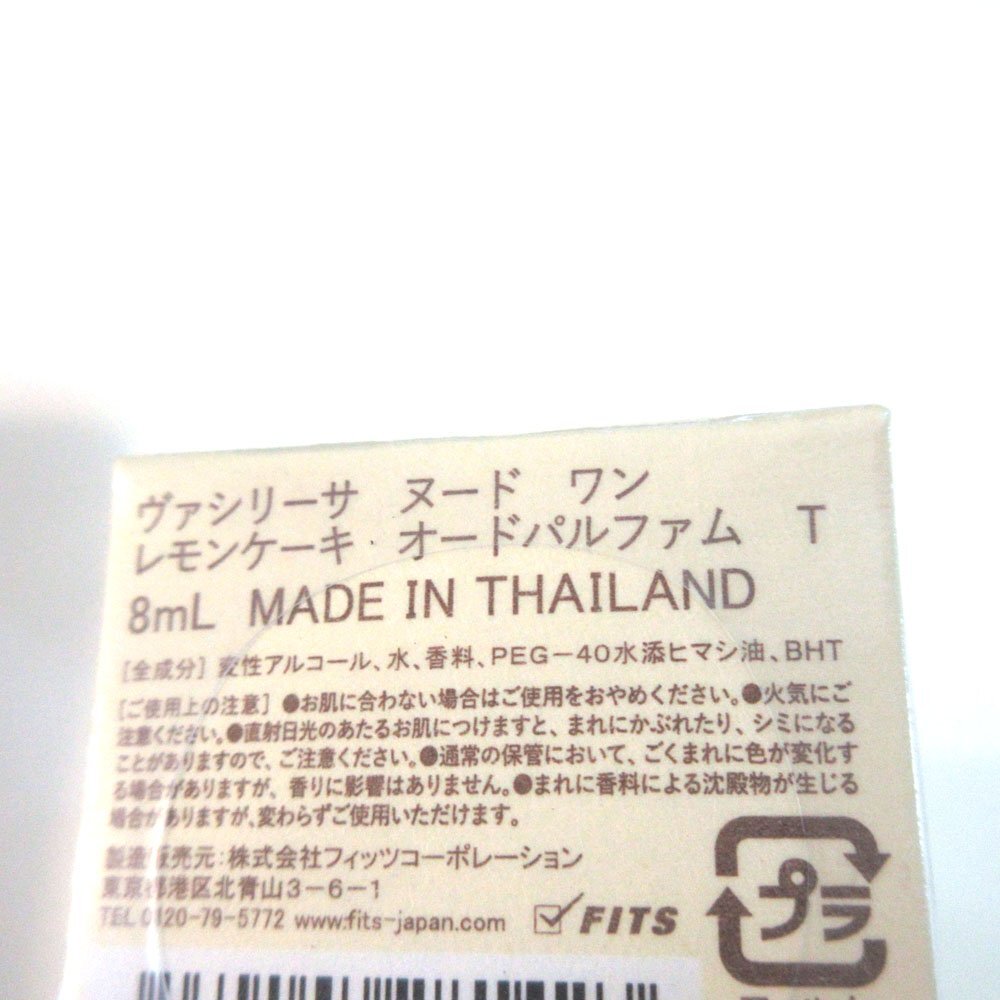 ヴァシリーサ　ヌード　ワン
レモンケーキ　オードパルファム　T
8mL MADE IN THAILAND
[全成分]変性アルコール、水、香料、PEG-40水添ヒマシ油、BHT
[ご使用上の注意]●お肌に合わない場合はご使用をおやめください。●火気にご
注意ください。●直射日光のあたるお肌につけますと、まれにかぶれたり、シミになる
ことがありますので、ご注意ください。●通常の保管において、ごくまれに色が変化す
る場合がありますが、香りに影響はありません。●まれに香料による沈殿物が生じる
場合がありますが、変わらずご使用いただけます。
製造販売元:株式会社フィッツコーポレーション
東京都港区北青山3-6-1
TEL 0120-79-5772 www.fits-japan.com FITS
プラ